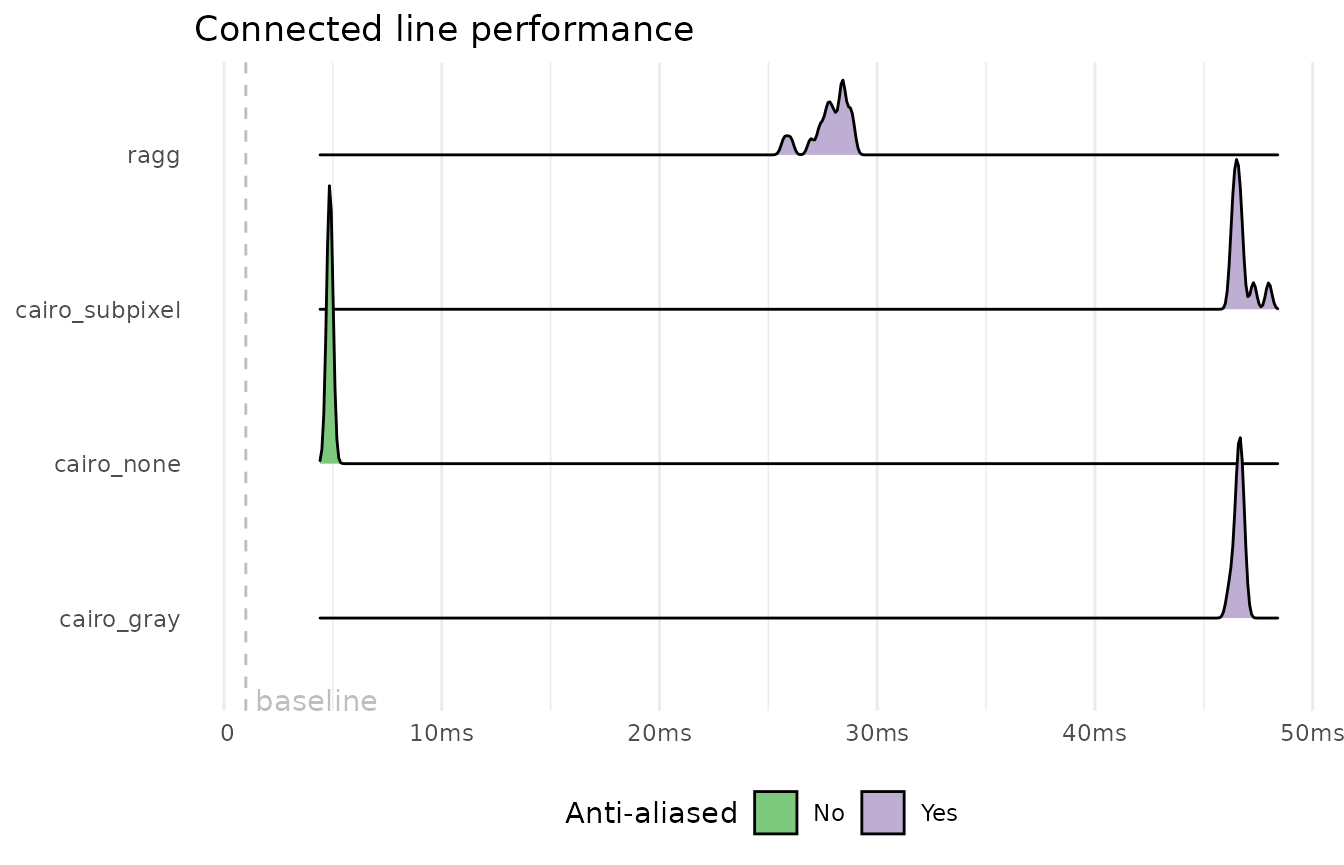 Connected line performance
ragg
cairo_subpixel
cairo_none
cairo_gray
baseline
0 10ms 20ms 30ms 40ms 50ms
Anti-aliased No Yes